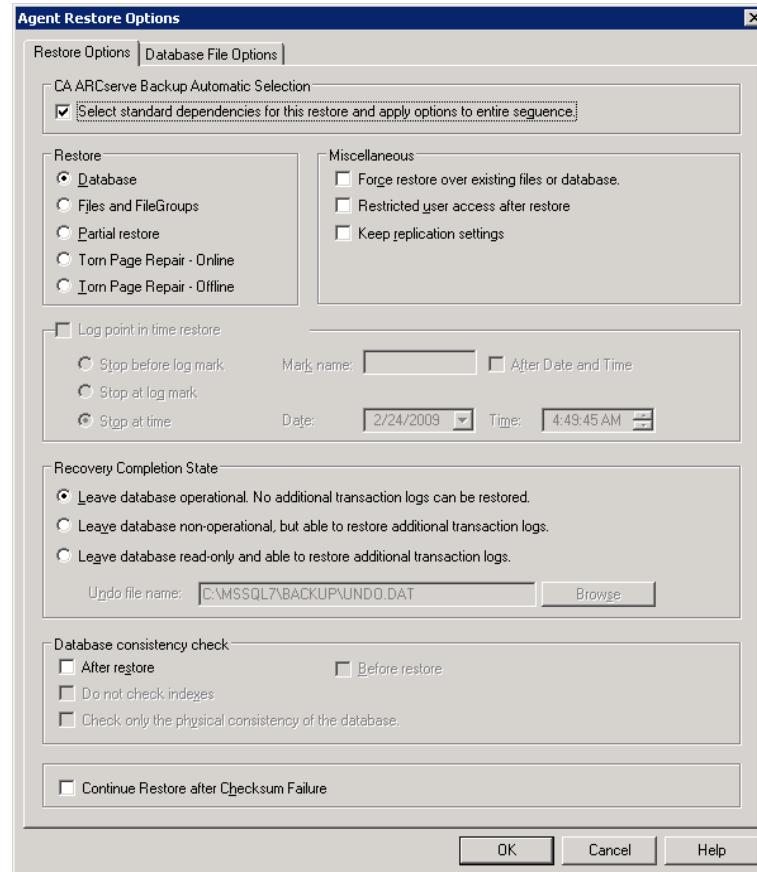 Agent Restore Options
Restore Options
Database File Options
CA ARCserve Backup Automatic Selection
Select standard dependencies for this restore and apply options to entire sequence.
Restore
Database
Files and FileGroups
Partial restore
Torn Page Repair - Online
Torn Page Repair - Offline
Miscellaneous
Force restore over existing files or database.
Restricted user access after restore
Keep replication settings
Log point in time restore
Stop before log mark
Mark name:
After Date and Time
Stop at log mark
Stop at time
Date:
2/24/2009
Time:
4:49:45 AM
Recovery Completion State
Leave database operational. No additional transaction logs can be restored.
Leave database non-operational, but able to restore additional transaction logs.
Leave database read-only and able to restore additional transaction logs.
Undo file name:
C:\MSSQL7\BACKUP\UNDO.DAT
Browse
Database consistency check
After restore
Before restore
Do not check indexes
Check only the physical consistency of the database.
Continue Restore after Checksum Failure
OK
Cancel
Help